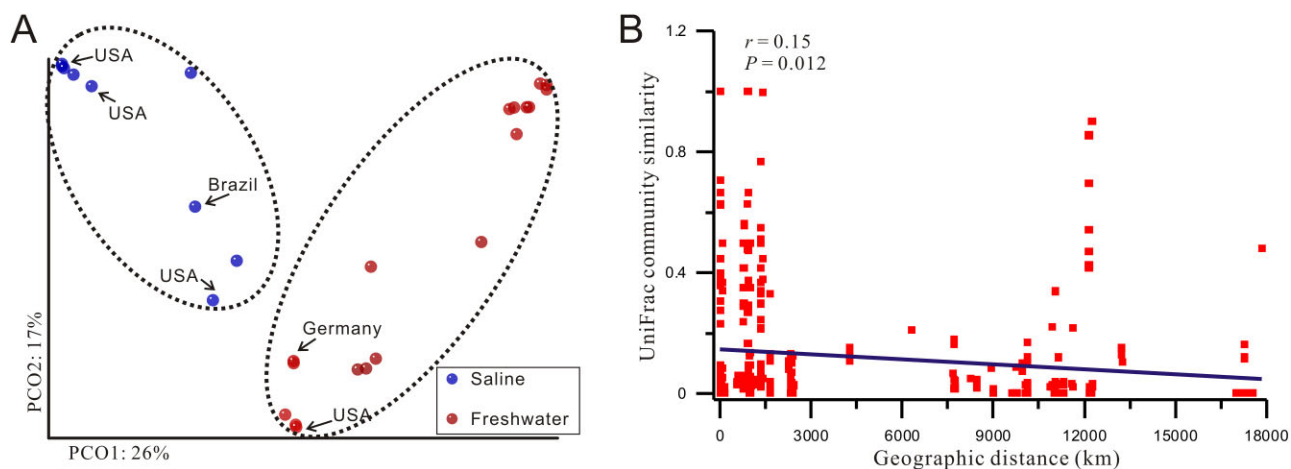 A
USA
USA
Brazil
USA
Germany
USA
Saline
Freshwater
PCO2: 17%
PCO1: 26%
B
r = 0.15
P = 0.012
UniFrac community similarity
1.2
0.8
0.4
0
0 3000 6000 9000 12000 15000 18000
Geographic distance (km)